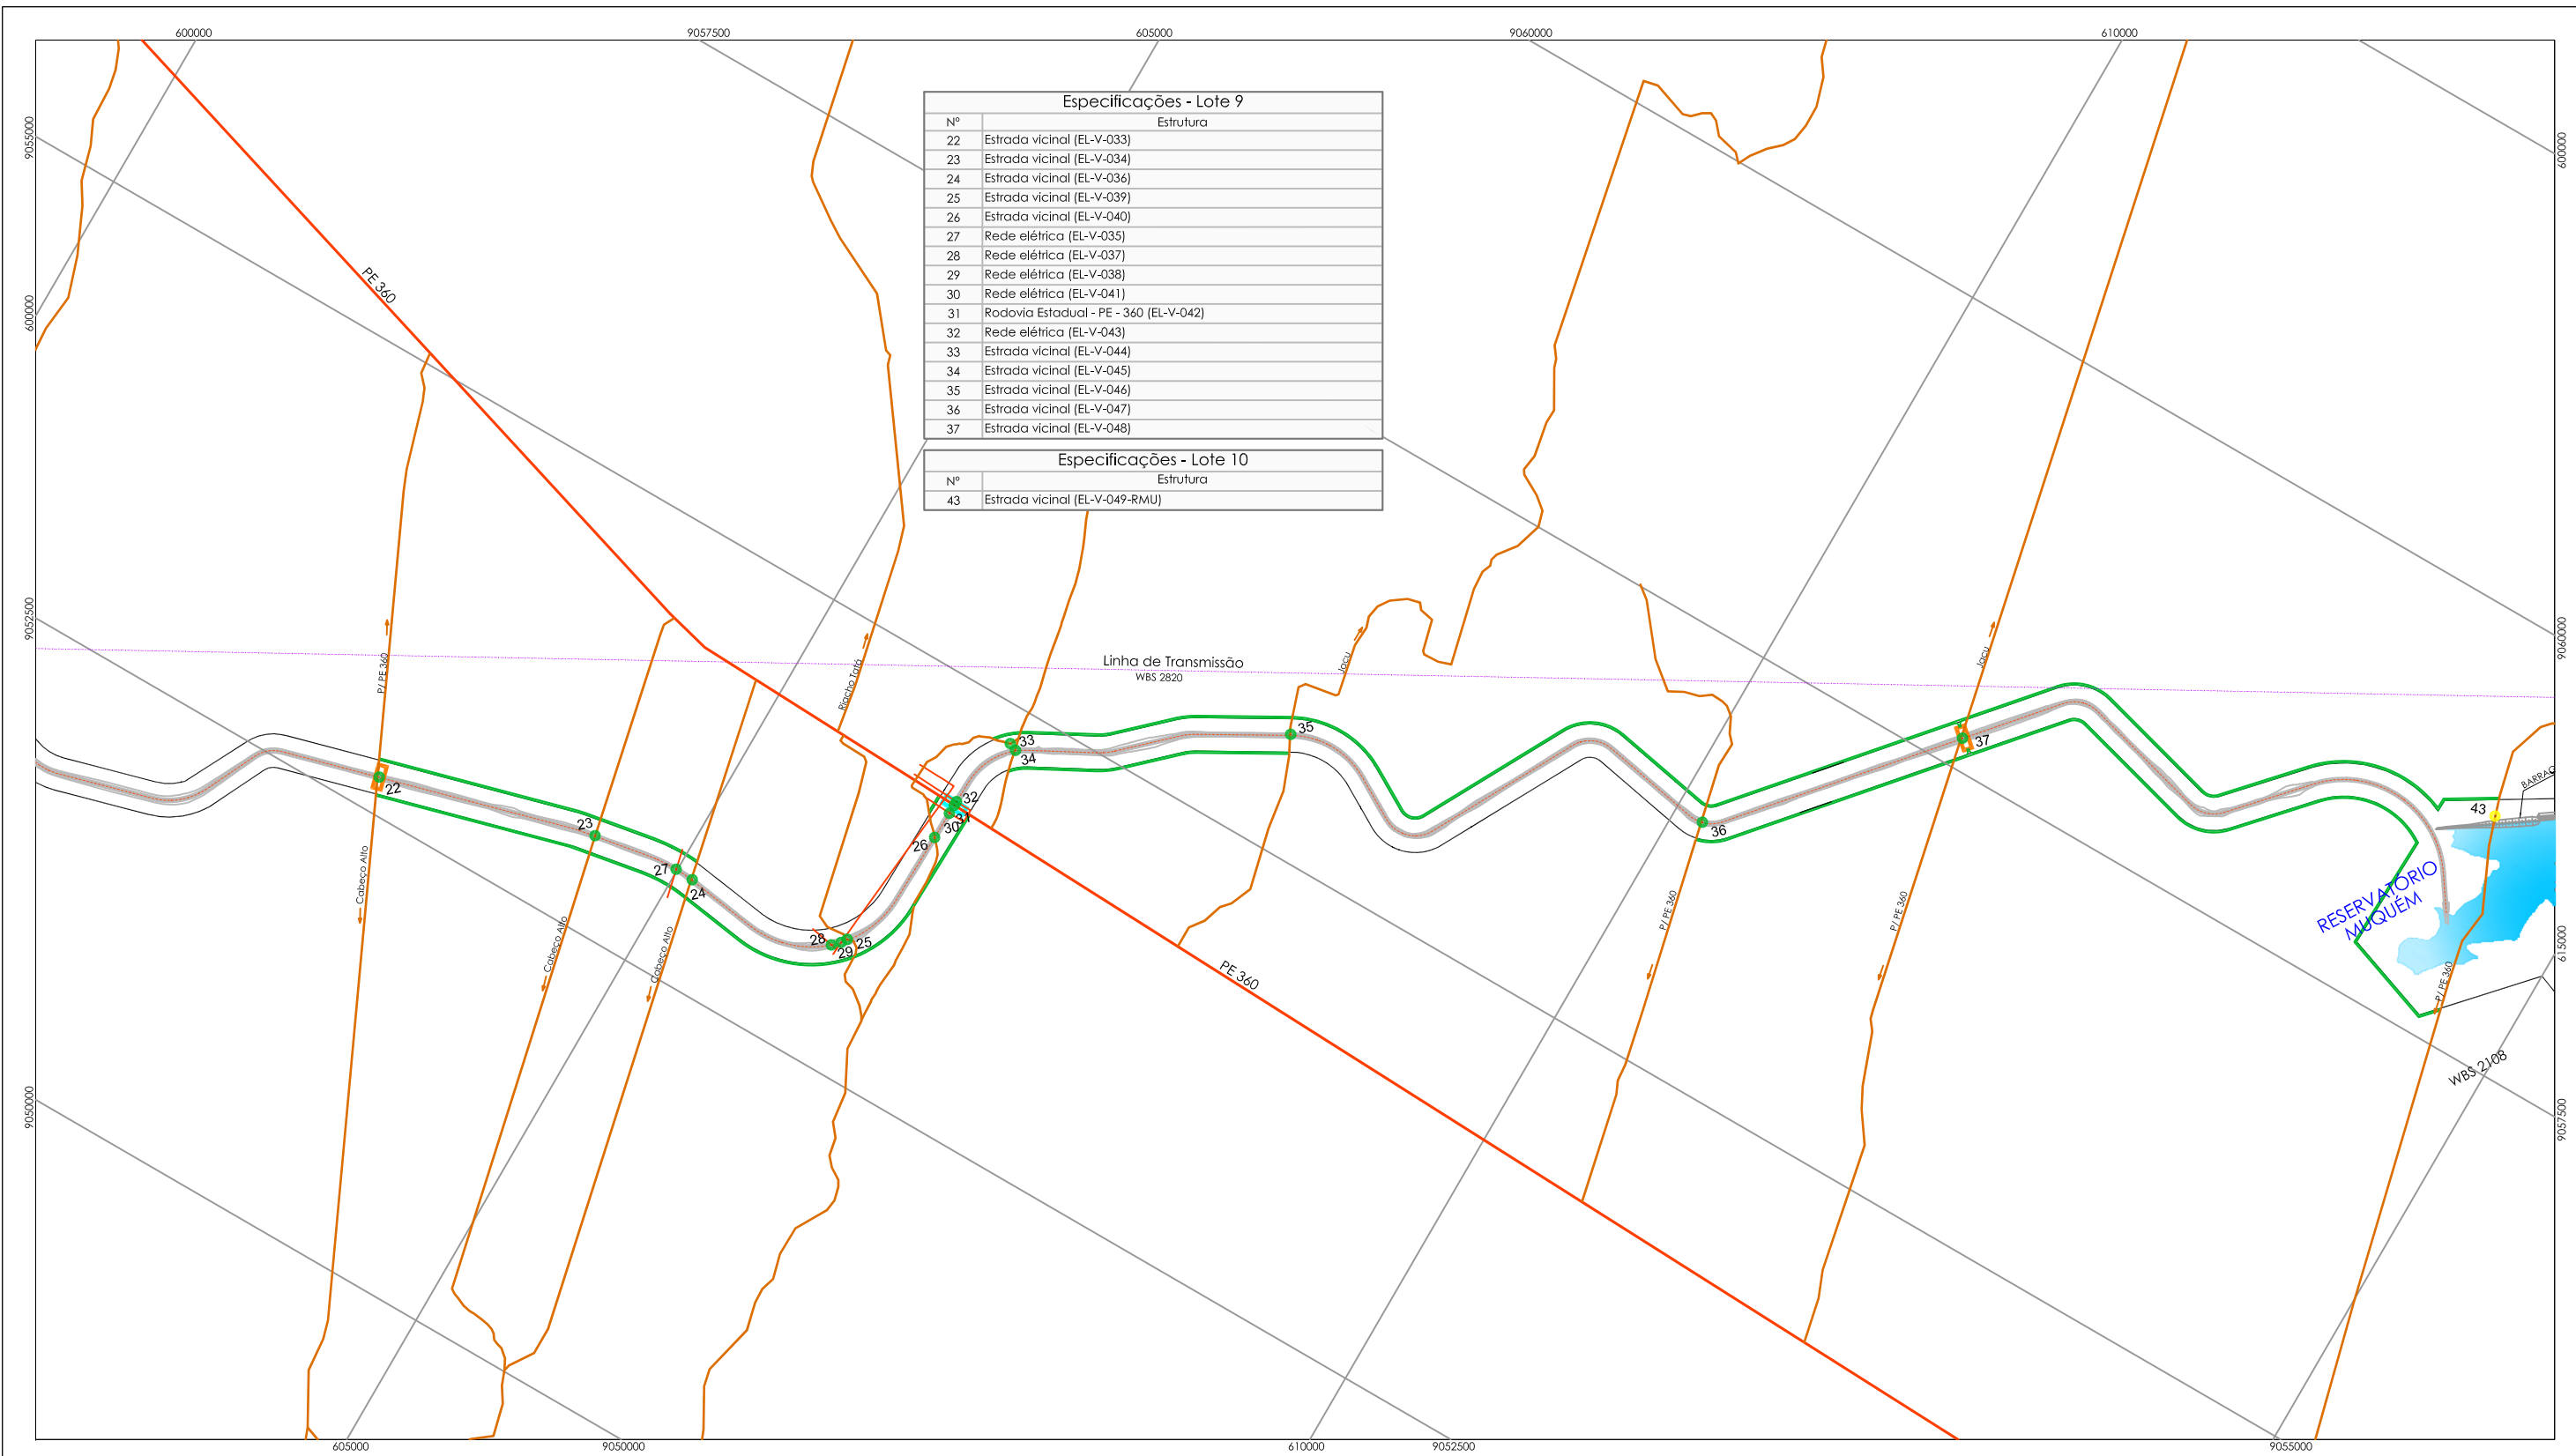 600000
9057500
605000
9060000
610000
9055000
600000
600000
PE 360
Especificações - Lote 9
Nº Estrutura
22 Estrada vicinal (EL-V-033)
23 Estrada vicinal (EL-V-034)
24 Estrada vicinal (EL-V-036)
25 Estrada vicinal (EL-V-039)
26 Estrada vicinal (EL-V-040)
27 Rede elétrica (EL-V-035)
28 Rede elétrica (EL-V-037)
29 Rede elétrica (EL-V-038)
30 Rede elétrica (EL-V-041)
31 Rodovia Estadual - PE - 360 (EL-V-042)
32 Rede elétrica (EL-V-043)
33 Estrada vicinal (EL-V-044)
34 Estrada vicinal (EL-V-045)
35 Estrada vicinal (EL-V-046)
36 Estrada vicinal (EL-V-047)
37 Estrada vicinal (EL-V-048)
Especificações - Lote 10
Nº Estrutura
43 Estrada vicinal (EL-V-049-RMU)
9052500
9060000
P/ PE 360
Riacho Tafó
Linha de Transmissão
WBS 2820
Jacu
Jacu
22
23
27
24
28
29
25
26
30
31
32
33
34
35
36
37
43
Cabeço Alto
Cabeço Alto
Cabeço Alto
PE 360
P/ PE 360
P/ PE 360
RESERVATÓRIO
MUQUÉM
P/ PE 360
WBS 2108
615000
9050000
9057500
605000
9050000
610000
9052500
9055000